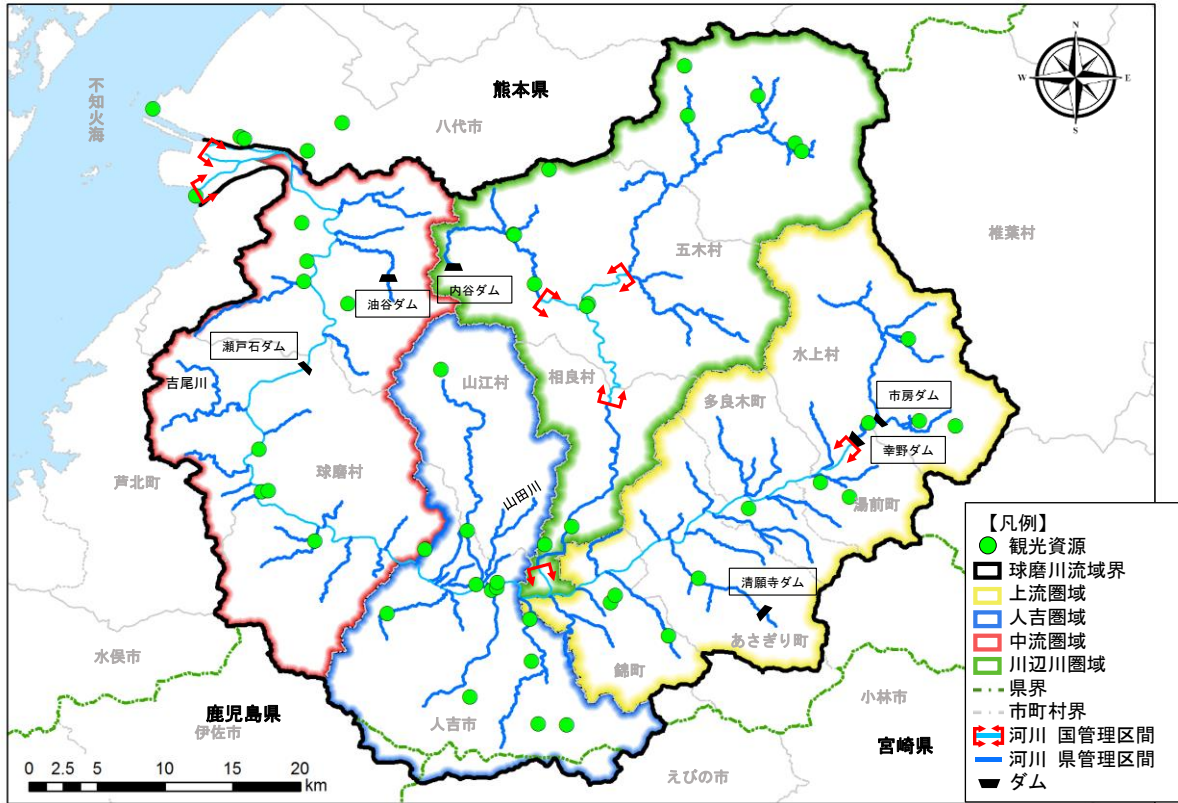 N
W
E
S
不知火海
熊本県
八代市
五木村
椎葉村
油谷ダム
内谷ダム
瀬戸石ダム
水上村
吉尾川
山江村
相良村
多良木町
市房ダム
幸野ダム
芦北町
球磨村
山田川
湯前町
清願寺ダム
あさぎり町
水俣市
錦町
小林市
鹿児島県
伊佐市
人吉市
宮崎県
えびの市
0 2.5 5 10 15 20
km
【凡例】
観光資源
球磨川流域界
上流圏域
人吉圏域
中流圏域
川辺川圏域
県界
市町村界
河川 国管理区間
河川 県管理区間
ダム